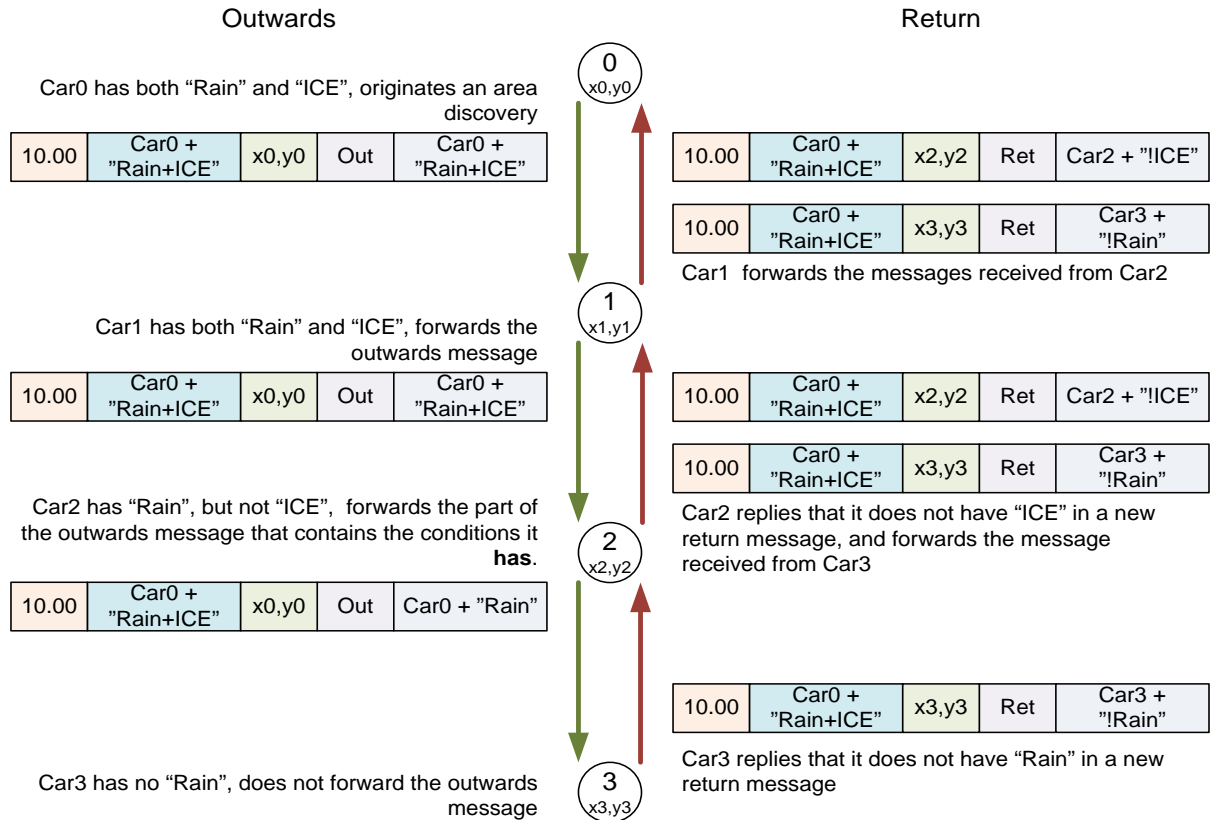 Outwards
Return
0
x0,y0
Car0 has both “Rain” and “ICE”, originates an area
discovery
10.00
Car0 +
”Rain+ICE”
x0,y0
Out
Car0 +
”Rain+ICE”
10.00
Car0 +
”Rain+ICE”
x2,y2
Ret
Car2 + ”!ICE”
10.00
Car0 +
”Rain+ICE”
x3,y3
Ret
Car3 +
”!Rain”
Car1  forwards the messages received from Car2
1
x1,y1
Car1 has both “Rain” and “ICE”, forwards the
outwards message
10.00
Car0 +
”Rain+ICE”
x0,y0
Out
Car0 +
”Rain+ICE”
10.00
Car0 +
”Rain+ICE”
x2,y2
Ret
Car2 + ”!ICE”
10.00
Car0 +
”Rain+ICE”
x3,y3
Ret
Car3 +
”!Rain”
Car2 replies that it does not have “ICE” in a new
return message, and forwards the message
received from Car3
Car2 has “Rain”, but not “ICE”,  forwards the part of
the outwards message that contains the conditions it
has.
2
x2,y2
10.00
Car0 +
”Rain+ICE”
x0,y0
Out
Car0 + ”Rain”
10.00
Car0 +
”Rain+ICE”
x3,y3
Ret
Car3 +
”!Rain”
Car3 replies that it does not have “Rain” in a new
return message
Car3 has no “Rain”, does not forward the outwards
message
3
x3,y3